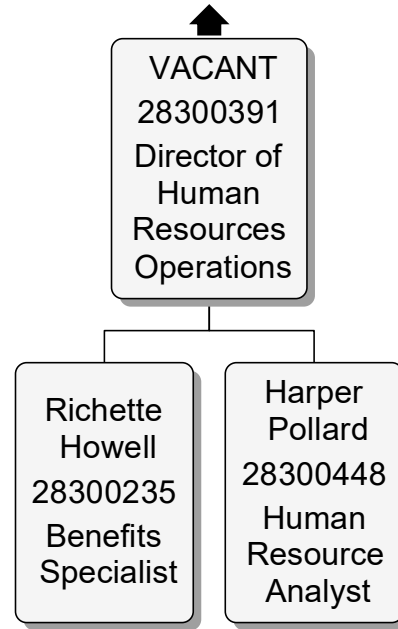 VACANT
28300391
Director of
Human
Resources
Operations
Richette
Howell
28300235
Benefits
Specialist
Harper
Pollard
28300448
Human
Resource
Analyst